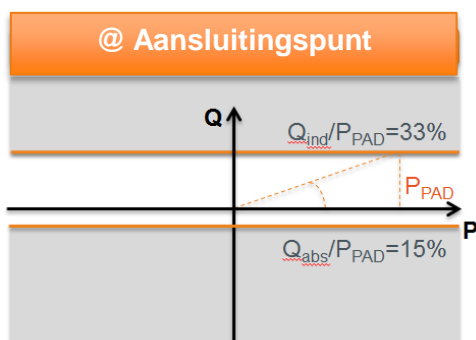 @ Aansluitingspunt
Q
Qind/PPAD=33%
PPAD
P
Qabs/PPAD=15%